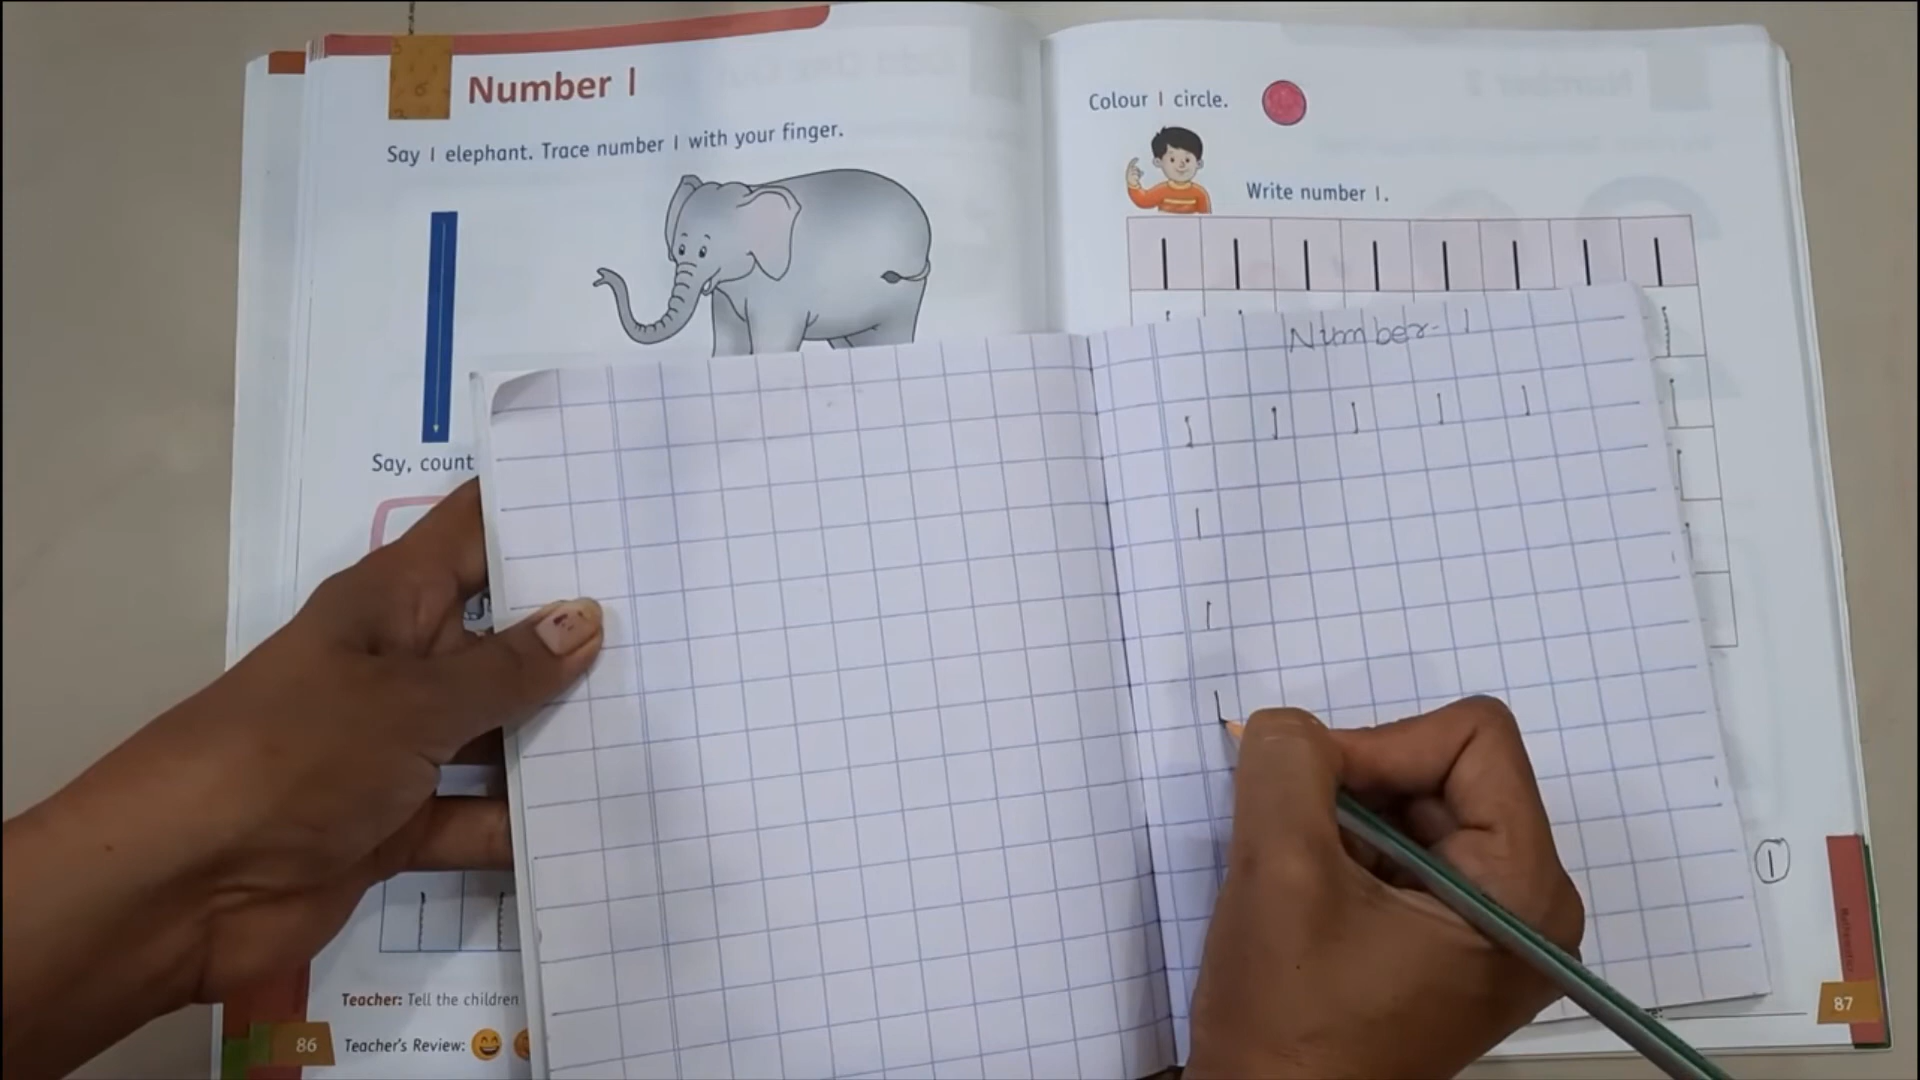 Number 1
Say 1 elephant. Trace number 1 with your finger.
Say, count
Teacher: Tell the children
86 Teacher's Review:
Colour 1 circle.
Write number 1.
1 1 1 1 1 1 1 1
Number- 1
1 1 1 1 1
1
1
1
1
87